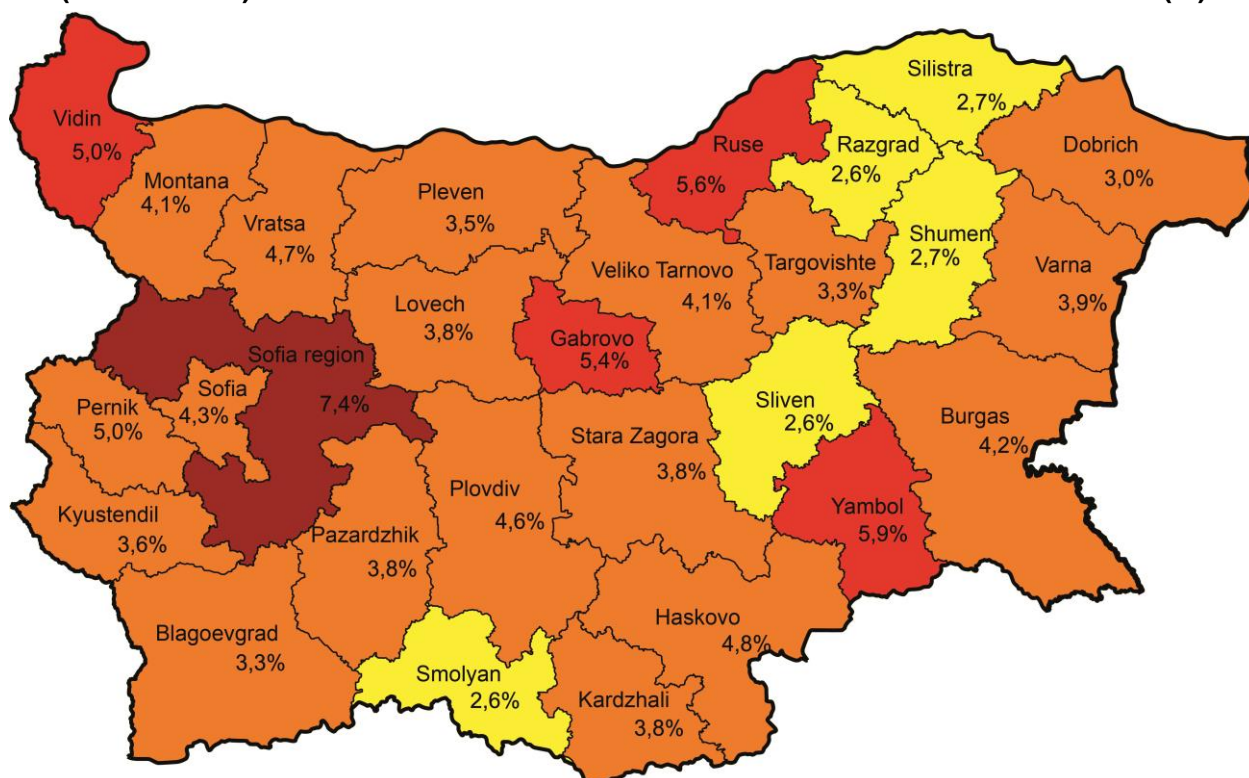 Silistra
2,7%
Vidin
5,0%
Ruse
5,6%
Razgrad
2,6%
Dobrich
3,0%
Montana
4,1%
Pleven
3,5%
Vratsa
4,7%
Shumen
2,7%
Veliko Tarnovo
4,1%
Targovishte
3,3%
Varna
3,9%
Lovech
3,8%
Gabrovo
5,4%
Sofia region
7,4%
Sofia
4,3%
Pernik
5,0%
Sliven
2,6%
Burgas
4,2%
Stara Zagora
3,8%
Plovdiv
4,6%
Yambol
5,9%
Kyustendil
3,6%
Pazardzhik
3,8%
Haskovo
4,8%
Blagoevgrad
3,3%
Smolyan
2,6%
Kardzhali
3,8%